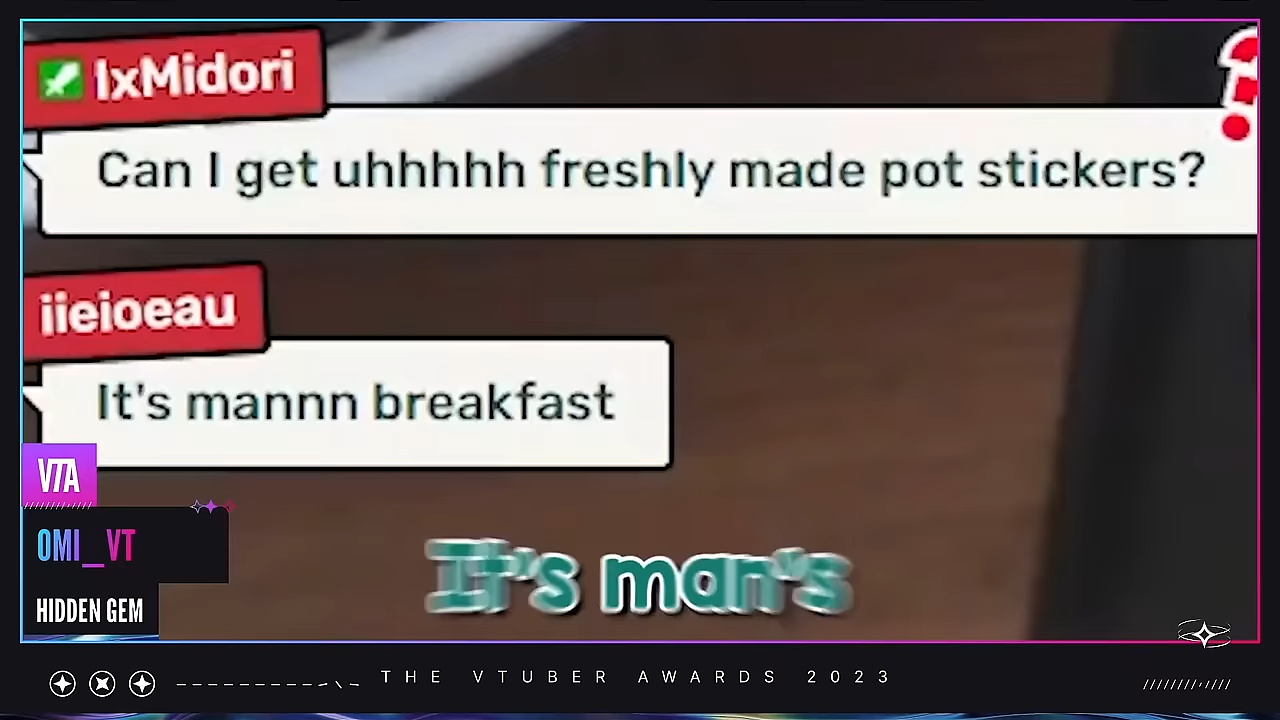 IxMidori
Can I get uhhhhh freshly made pot stickers?
iieioeau
It's mannn breakfast
VTA
OMI_VT
HIDDEN GEM
It's man's
THE VTUBER AWARDS 2023